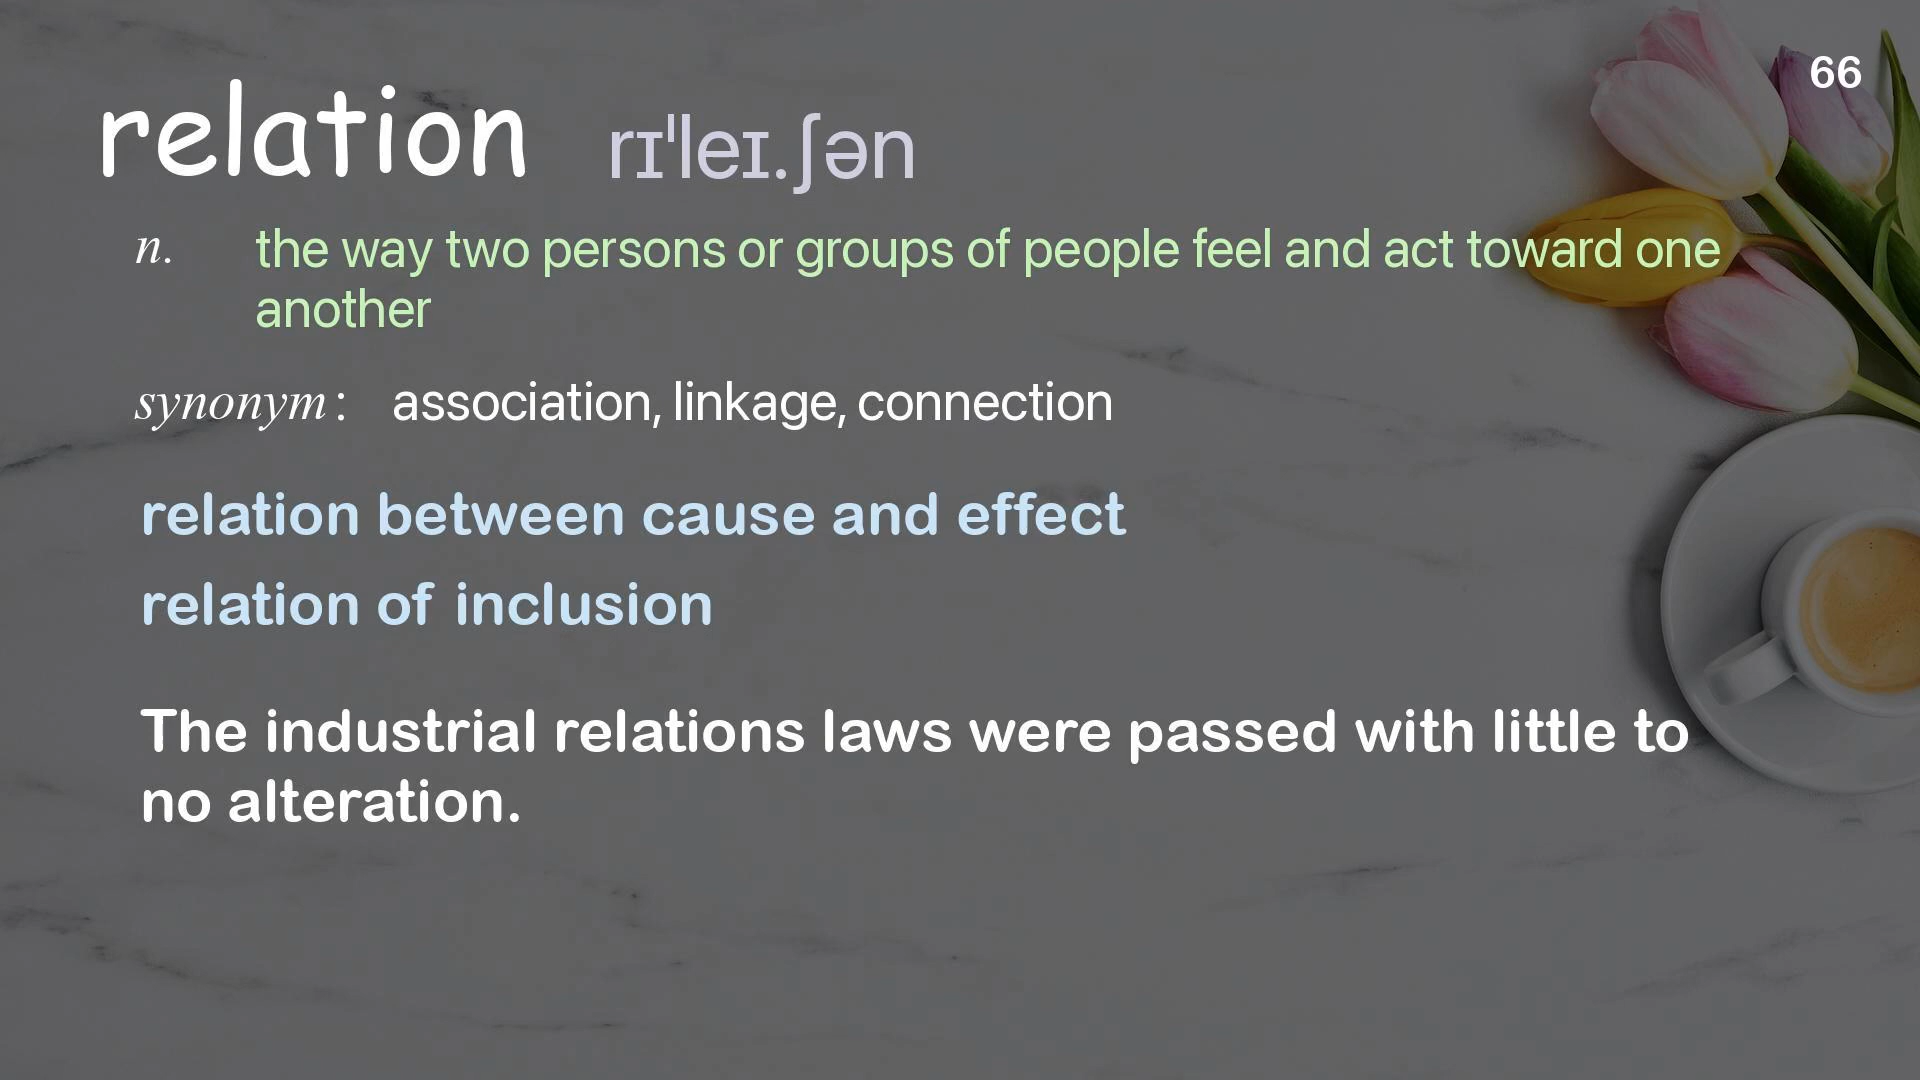 66
relation rɪˈleɪ.ʃən
n. the way two persons or groups of people feel and act toward one
another
synonym: association, linkage, connection
relation between cause and effect
relation of inclusion
The industrial relations laws were passed with little to
no alteration.